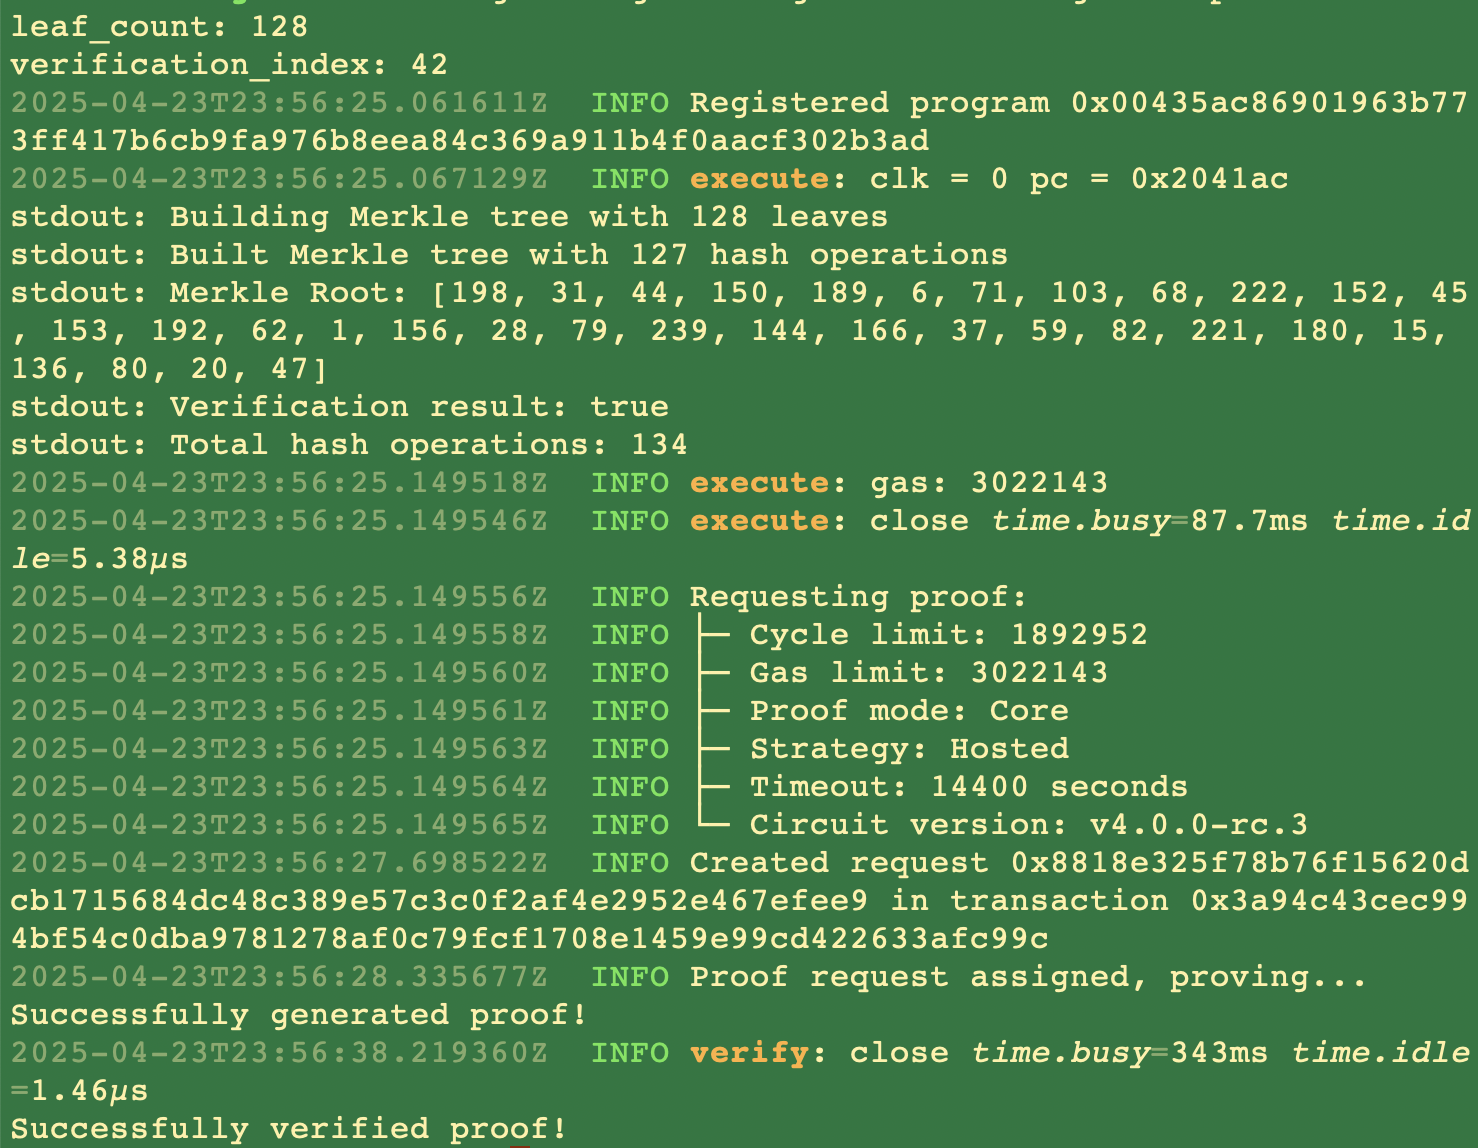 leaf_count: 128
verification_index: 42
2025-04-23T23:56:25.061611Z  INFO Registered program 0x00435ac86901963b77
3ff417b6cb9fa976b8eea84c369a911b4f0aacf302b3ad
2025-04-23T23:56:25.067129Z  INFO execute: clk = 0 pc = 0x2041ac
stdout: Building Merkle tree with 128 leaves
stdout: Built Merkle tree with 127 hash operations
stdout: Merkle Root: [198, 31, 44, 150, 189, 6, 71, 103, 68, 222, 152, 45
, 153, 192, 62, 1, 156, 28, 79, 239, 144, 166, 37, 59, 82, 221, 180, 15,
136, 80, 20, 47]
stdout: Verification result: true
stdout: Total hash operations: 134
2025-04-23T23:56:25.149518Z  INFO execute: gas: 3022143
2025-04-23T23:56:25.149546Z  INFO execute: close time.busy=87.7ms time.id
le=5.38µs
2025-04-23T23:56:25.149556Z  INFO Requesting proof:
2025-04-23T23:56:25.149558Z  INFO ├─ Cycle limit: 1892952
2025-04-23T23:56:25.149560Z  INFO ├─ Gas limit: 3022143
2025-04-23T23:56:25.149561Z  INFO ├─ Proof mode: Core
2025-04-23T23:56:25.149563Z  INFO ├─ Strategy: Hosted
2025-04-23T23:56:25.149564Z  INFO ├─ Timeout: 14400 seconds
2025-04-23T23:56:25.149565Z  INFO └─ Circuit version: v4.0.0-rc.3
2025-04-23T23:56:27.698522Z  INFO Created request 0x8818e325f78b76f15620d
cb1715684dc48c389e57c3c0f2af4e2952e467efee9 in transaction 0x3a94c43cec99
4bf54c0dba9781278af0c79fcf1708e1459e99cd422633afc99c
2025-04-23T23:56:28.335677Z  INFO Proof request assigned, proving...
Successfully generated proof!
2025-04-23T23:56:38.219360Z  INFO verify: close time.busy=343ms time.idle
=1.46µs
Successfully verified proof!